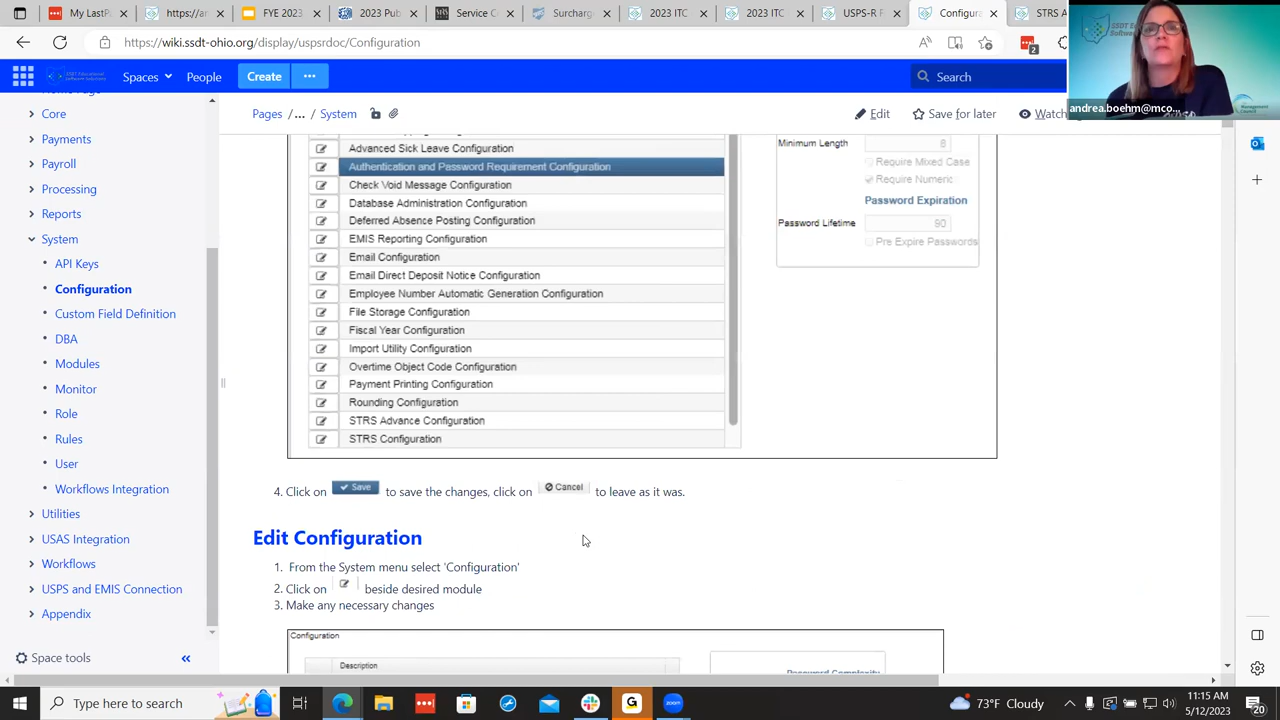 My LastP
https://ar
FYE 2023
2023 Pub
Service C
Surcharg
2023 ITC
2023 ITC
USPS-R F
Configura
STRS A
https://wiki.ssdt-ohio.org/display/uspsrdoc/Configuration
2
Spaces
People
Create
Search
andrea.boehm@mco...
Pages / ... / System
Edit
Save for later
Watch
Core
Payments
Payroll
Processing
Reports
System
API Keys
Configuration
Custom Field Definition
DBA
Modules
Monitor
Role
Rules
User
Workflows Integration
Utilities
USAS Integration
Workflows
USPS and EMIS Connection
Appendix
Space tools
Advanced Sick Leave Configuration
Authentication and Password Requirement Configuration
Check Void Message Configuration
Database Administration Configuration
Deferred Absence Posting Configuration
EMIS Reporting Configuration
Email Configuration
Email Direct Deposit Notice Configuration
Employee Number Automatic Generation Configuration
File Storage Configuration
Fiscal Year Configuration
Import Utility Configuration
Overtime Object Code Configuration
Payment Printing Configuration
Rounding Configuration
STRS Advance Configuration
STRS Configuration
Minimum Length 6
Require Mixed Case
Require Numeric
Password Expiration
Password Lifetime 90
Pre Expire Passwords
4. Click on Save to save the changes, click on Cancel to leave as it was.
Edit Configuration
1. From the System menu select 'Configuration'
2. Click on beside desired module
3. Make any necessary changes
Configuration
Description
Password Complexity
Type here to search
73°F Cloudy
11:15 AM
5/12/2023
20